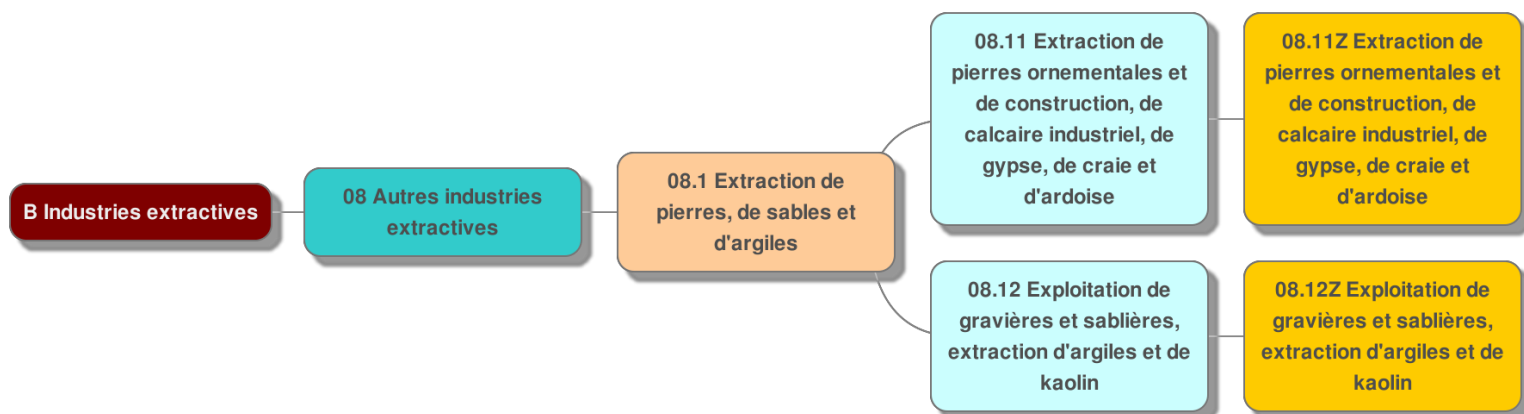 B Industries extractives
08 Autres industries
extractives
08.1 Extraction de
pierres, de sables et
d'argiles
08.11 Extraction de
pierres ornementales et
de construction, de
calcaire industriel, de
gypse, de craie et
d'ardoise
08.11Z Extraction de
pierres ornementales et
de construction, de
calcaire industriel, de
gypse, de craie et
d'ardoise
08.12 Exploitation de
gravières et sablières,
extraction d'argiles et de
kaolin
08.12Z Exploitation de
gravières et sablières,
extraction d'argiles et de
kaolin